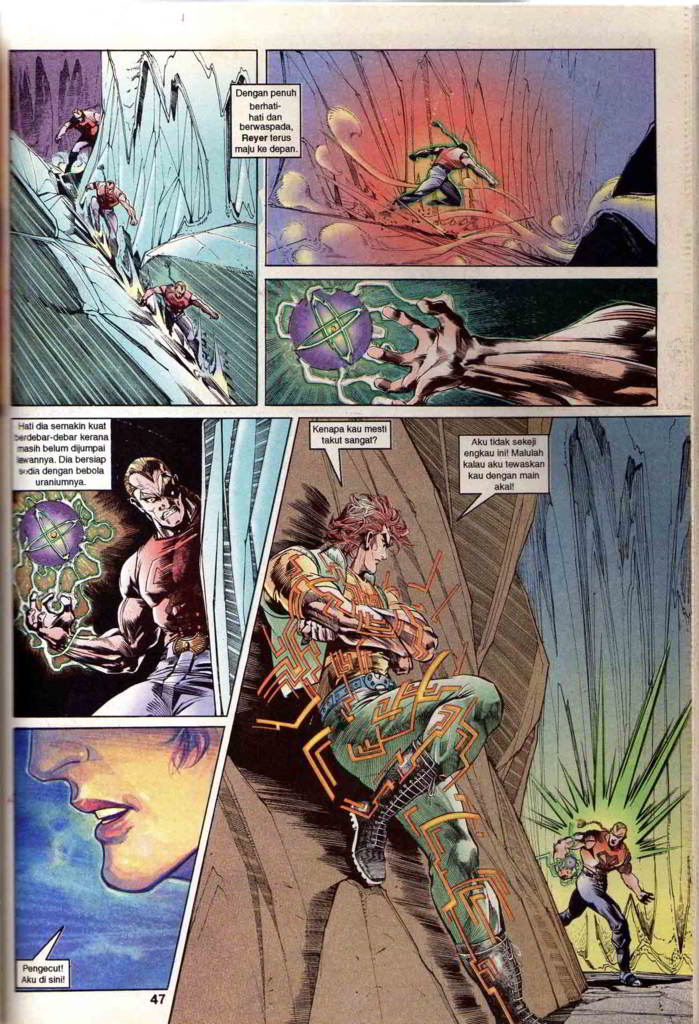 Dengan penuh
berhati-
hati dan
berwaspada,
Reyer terus
maju ke depan.
Hati dia semakin kuat
berdebar-debar kerana
masih belum dijumpai
lawannya. Dia bersiap
sedia dengan bebola
uraniumnya.
Kenapa kau mesti
takut sangat?
Aku tidak sekeji
engkau ini! Malulah
kalau aku tewaskan
kau dengan main
akal!
Pengecut!
Aku di sini!
47